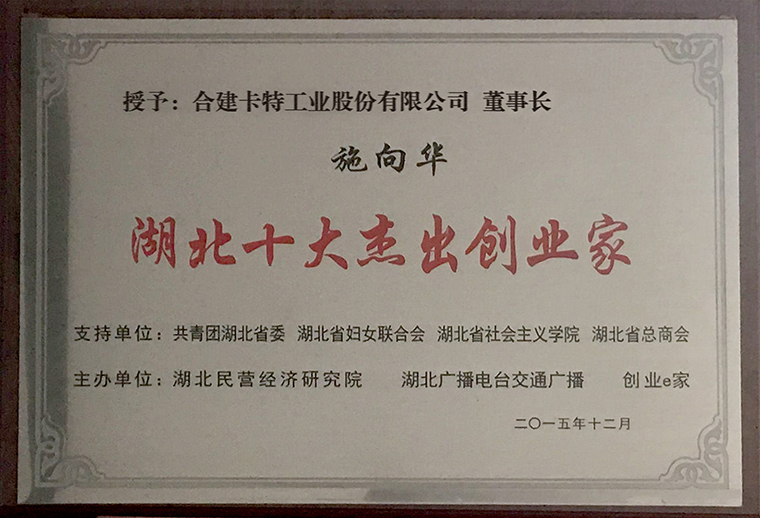 授予：合建卡特工业股份有限公司 董事长
施向华
湖北十大杰出创业家
支持单位：共青团湖北省委 湖北省妇女联合会 湖北省社会主义学院 湖北省总商会
主办单位：湖北民营经济研究院 湖北广播电台交通广播 创业e家
二〇一五年十二月